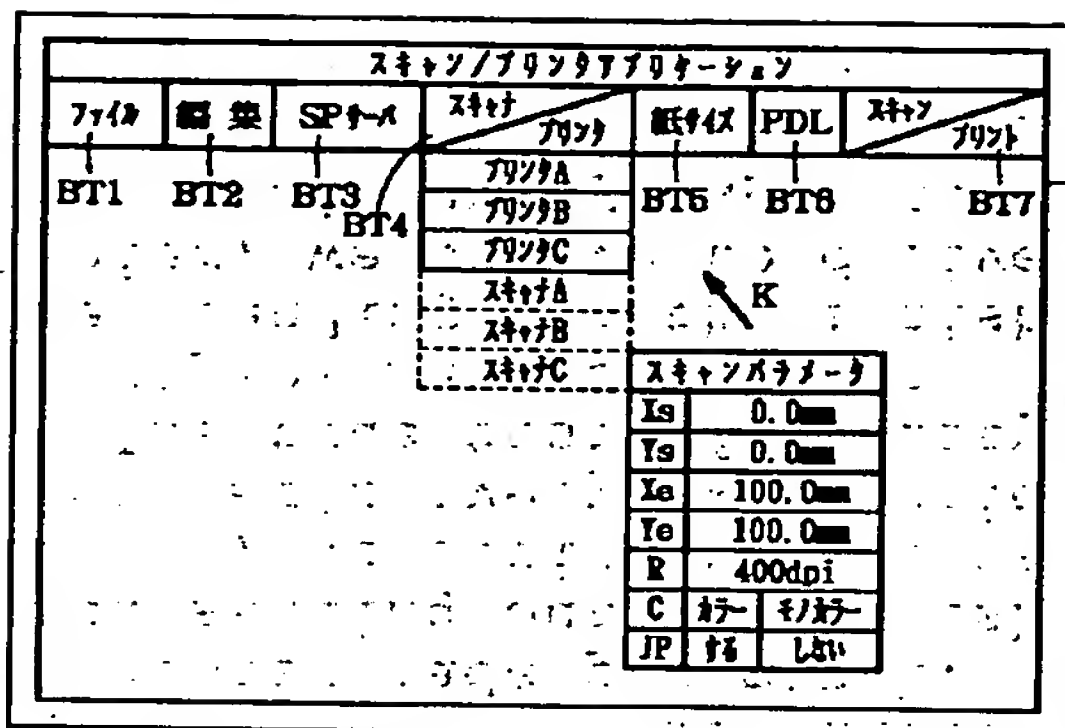 スキャン/プリンタアプリケーション
ファイル 編集 SPサーバ スキャナ プリンタ 紙サイズ PDL スキャン プリント
BT1 BT2 BT3 BT4 BT5 BT6 BT7
プリンタA
プリンタB
プリンタC
スキャナA
スキャナB
スキャナC
K
スキャンパラメータ
Xs 0.0mm
Ys 0.0mm
Xe 100.0mm
Ye 100.0mm
R 400dpi
C カラー モノカラー
JP する しない